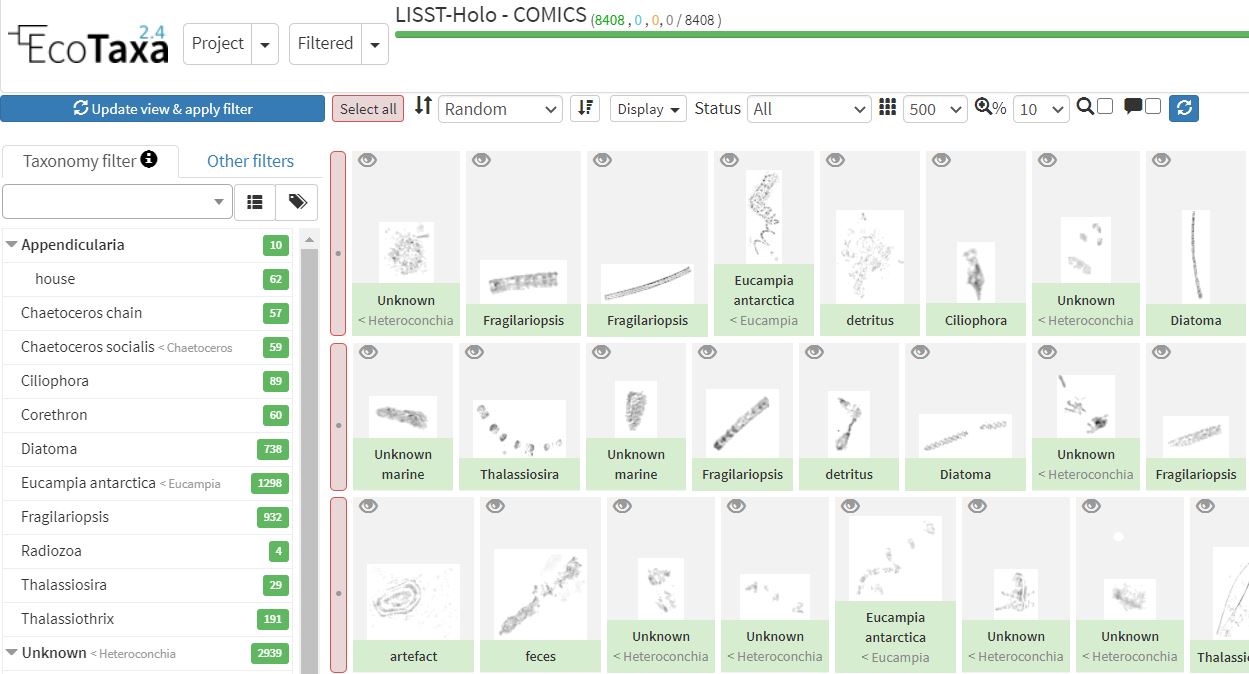 LISST-Holo - COMICS (8408 , 0 , 0, 0 / 8408 )
EcoTaxa 2.4
Project
Filtered
Update view & apply filter
Select all
Random
Display
Status
All
500
%
10
Taxonomy filter
Other filters
Appendicularia 10
house 62
Chaetoceros chain 57
Chaetoceros socialis < Chaetoceros 59
Ciliophora 89
Corethron 60
Diatoma 738
Eucampia antarctica < Eucampia 1298
Fragilariopsis 932
Radiozoa 4
Thalassiosira 29
Thalassiothrix 191
Unknown < Heteroconchia 2939
Unknown
< Heteroconchia
Fragilariopsis
Fragilariopsis
Eucampia
antarctica
< Eucampia
detritus
Ciliophora
Unknown
< Heteroconchia
Diatoma
Unknown
marine
Thalassiosira
Unknown
marine
Fragilariopsis
detritus
Diatoma
Unknown
< Heteroconchia
Fragilariopsis
artefact
feces
Unknown
< Heteroconchia
Unknown
< Heteroconchia
Eucampia
antarctica
< Eucampia
Unknown
< Heteroconchia
Unknown
< Heteroconchia
Thalassi